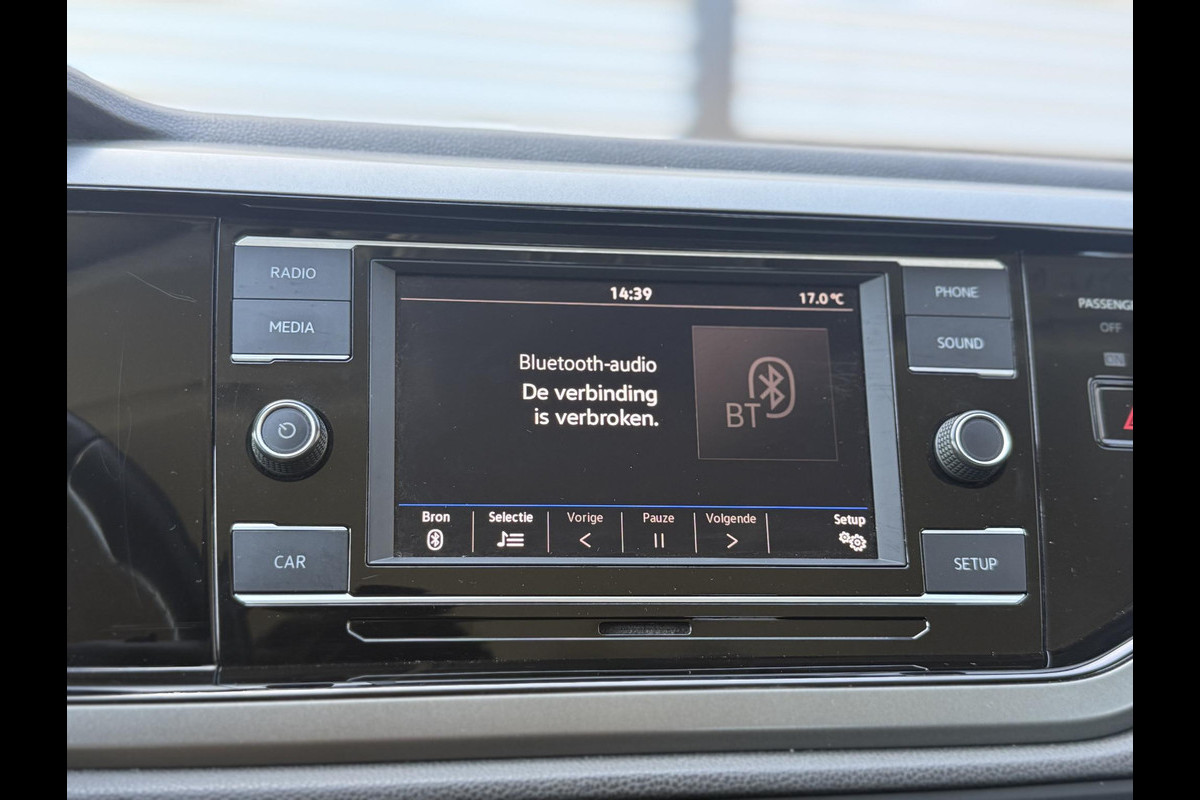 RADIO
MEDIA
CAR
14:39
17.0 °C
Bluetooth-audio
De verbinding
is verbroken.
BT
Bron
Selectie
Vorige
Pauze
Volgende
Setup
PHONE
SOUND
SETUP
PASSENG
OFF
ON